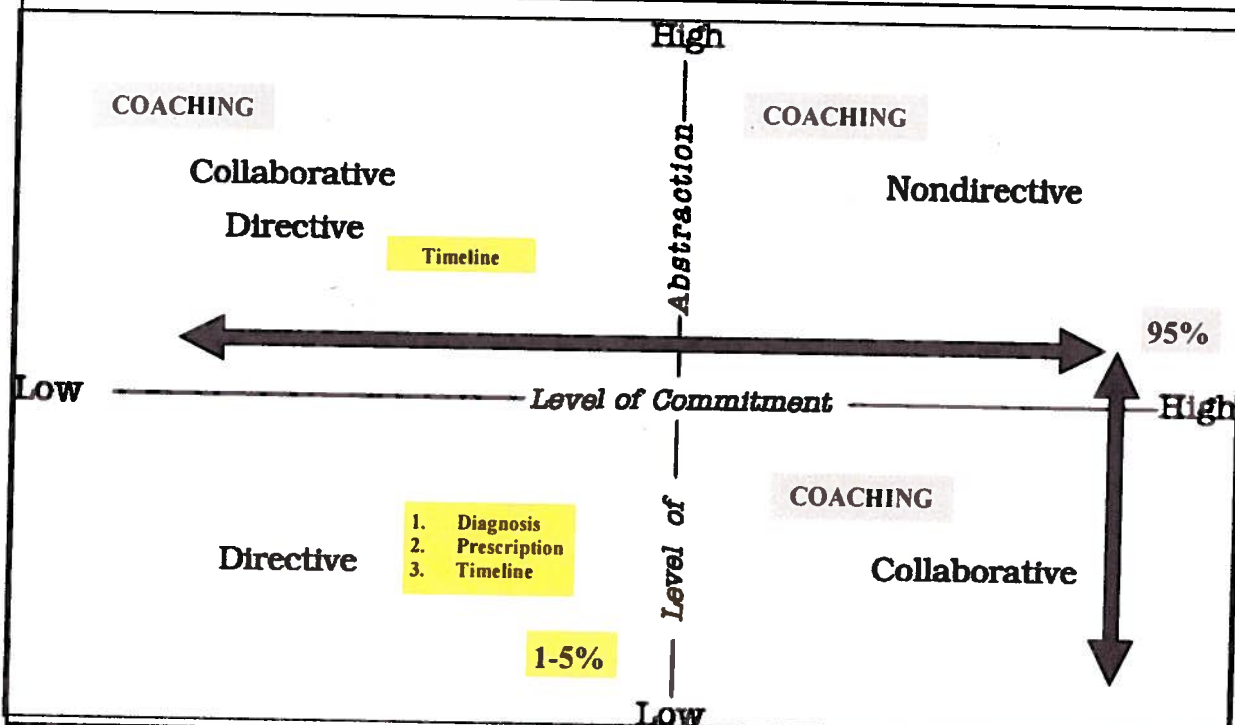 High
COACHING
COACHING
Collaborative
Nondirective
Directive
Timeline
Abstraction
95%
Low
Level of Commitment
High
COACHING
1. Diagnosis
2. Prescription
3. Timeline
Directive
Collaborative
Level of
1-5%
Low